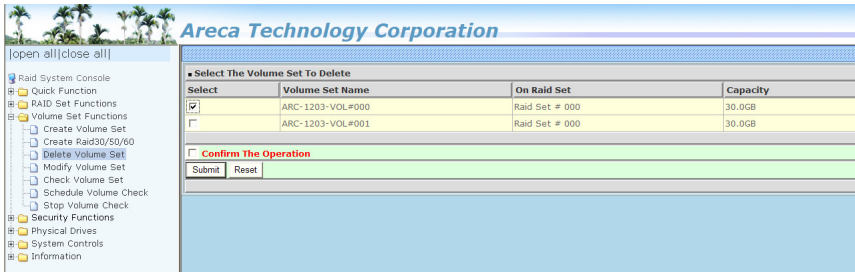 Areca Technology Corporation
|open all|close all|
Raid System Console
Quick Function
RAID Set Functions
Volume Set Functions
Create Volume Set
Create Raid30/50/60
Delete Volume Set
Modify Volume Set
Check Volume Set
Schedule Volume Check
Stop Volume Check
Security Functions
Physical Drives
System Controls
Information
Select The Volume Set To Delete
Select Volume Set Name On Raid Set Capacity
ARC-1203-VOL#000 Raid Set # 000 30.0GB
ARC-1203-VOL#001 Raid Set # 000 30.0GB
Confirm The Operation
Submit Reset